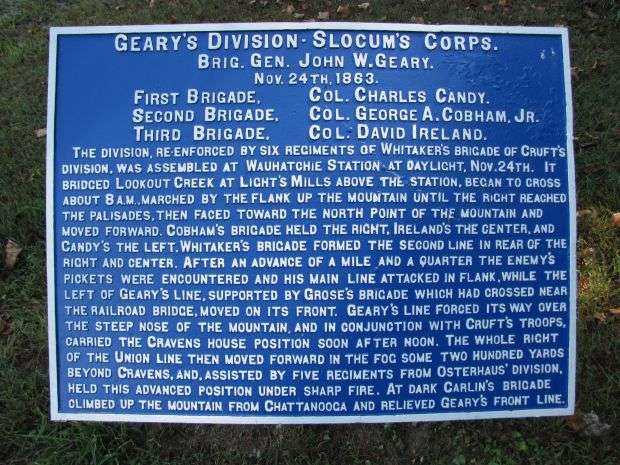 GEARY'S DIVISION - SLOCUM'S CORPS.
BRIG. GEN. JOHN W. GEARY.
NOV. 24TH, 1863.
FIRST BRIGADE, COL. CHARLES CANDY.
SECOND BRIGADE, COL. GEORGE A. COBHAM, JR.
THIRD BRIGADE, COL. DAVID IRELAND.
THE DIVISION, RE-ENFORCED BY SIX REGIMENTS OF WHITAKER'S BRIGADE OF CRUFT'S
DIVISION, WAS ASSEMBLED AT WAUHATCHIE STATION AT DAYLIGHT, NOV. 24TH. IT
BRIDGED LOOKOUT CREEK AT LIGHT'S MILLS ABOVE THE STATION, BEGAN TO CROSS
ABOUT 8 A.M., MARCHED BY THE FLANK UP THE MOUNTAIN UNTIL THE RIGHT REACHED
THE PALISADES, THEN FACED TOWARD THE NORTH POINT OF THE MOUNTAIN AND
MOVED FORWARD. COBHAM'S BRIGADE HELD THE RIGHT, IRELAND'S THE CENTER, AND
CANDY'S THE LEFT, WHITAKER'S BRIGADE FORMED THE SECOND LINE IN REAR OF THE
RIGHT AND CENTER. AFTER AN ADVANCE OF A MILE AND A QUARTER THE ENEMY'S
PICKETS WERE ENCOUNTERED AND HIS MAIN LINE ATTACKED IN FLANK, WHILE THE
LEFT OF GEARY'S LINE, SUPPORTED BY GROSE'S BRIGADE WHICH HAD CROSSED NEAR
THE RAILROAD BRIDGE, MOVED ON ITS FRONT. GEARY'S LINE FORCED ITS WAY OVER
THE STEEP NOSE OF THE MOUNTAIN, AND IN CONJUNCTION WITH CRUFT'S TROOPS,
CARRIED THE CRAVENS HOUSE POSITION SOON AFTER NOON. THE WHOLE RIGHT
OF THE UNION LINE THEN MOVED FORWARD IN THE FOG SOME TWO HUNDRED YARDS
BEYOND CRAVENS, AND, ASSISTED BY FIVE REGIMENTS FROM OSTERHAUS' DIVISION,
HELD THIS ADVANCED POSITION UNDER SHARP FIRE. AT DARK CARLIN'S BRIGADE
CLIMBED UP THE MOUNTAIN FROM CHATTANOOGA AND RELIEVED GEARY'S FRONT LINE.